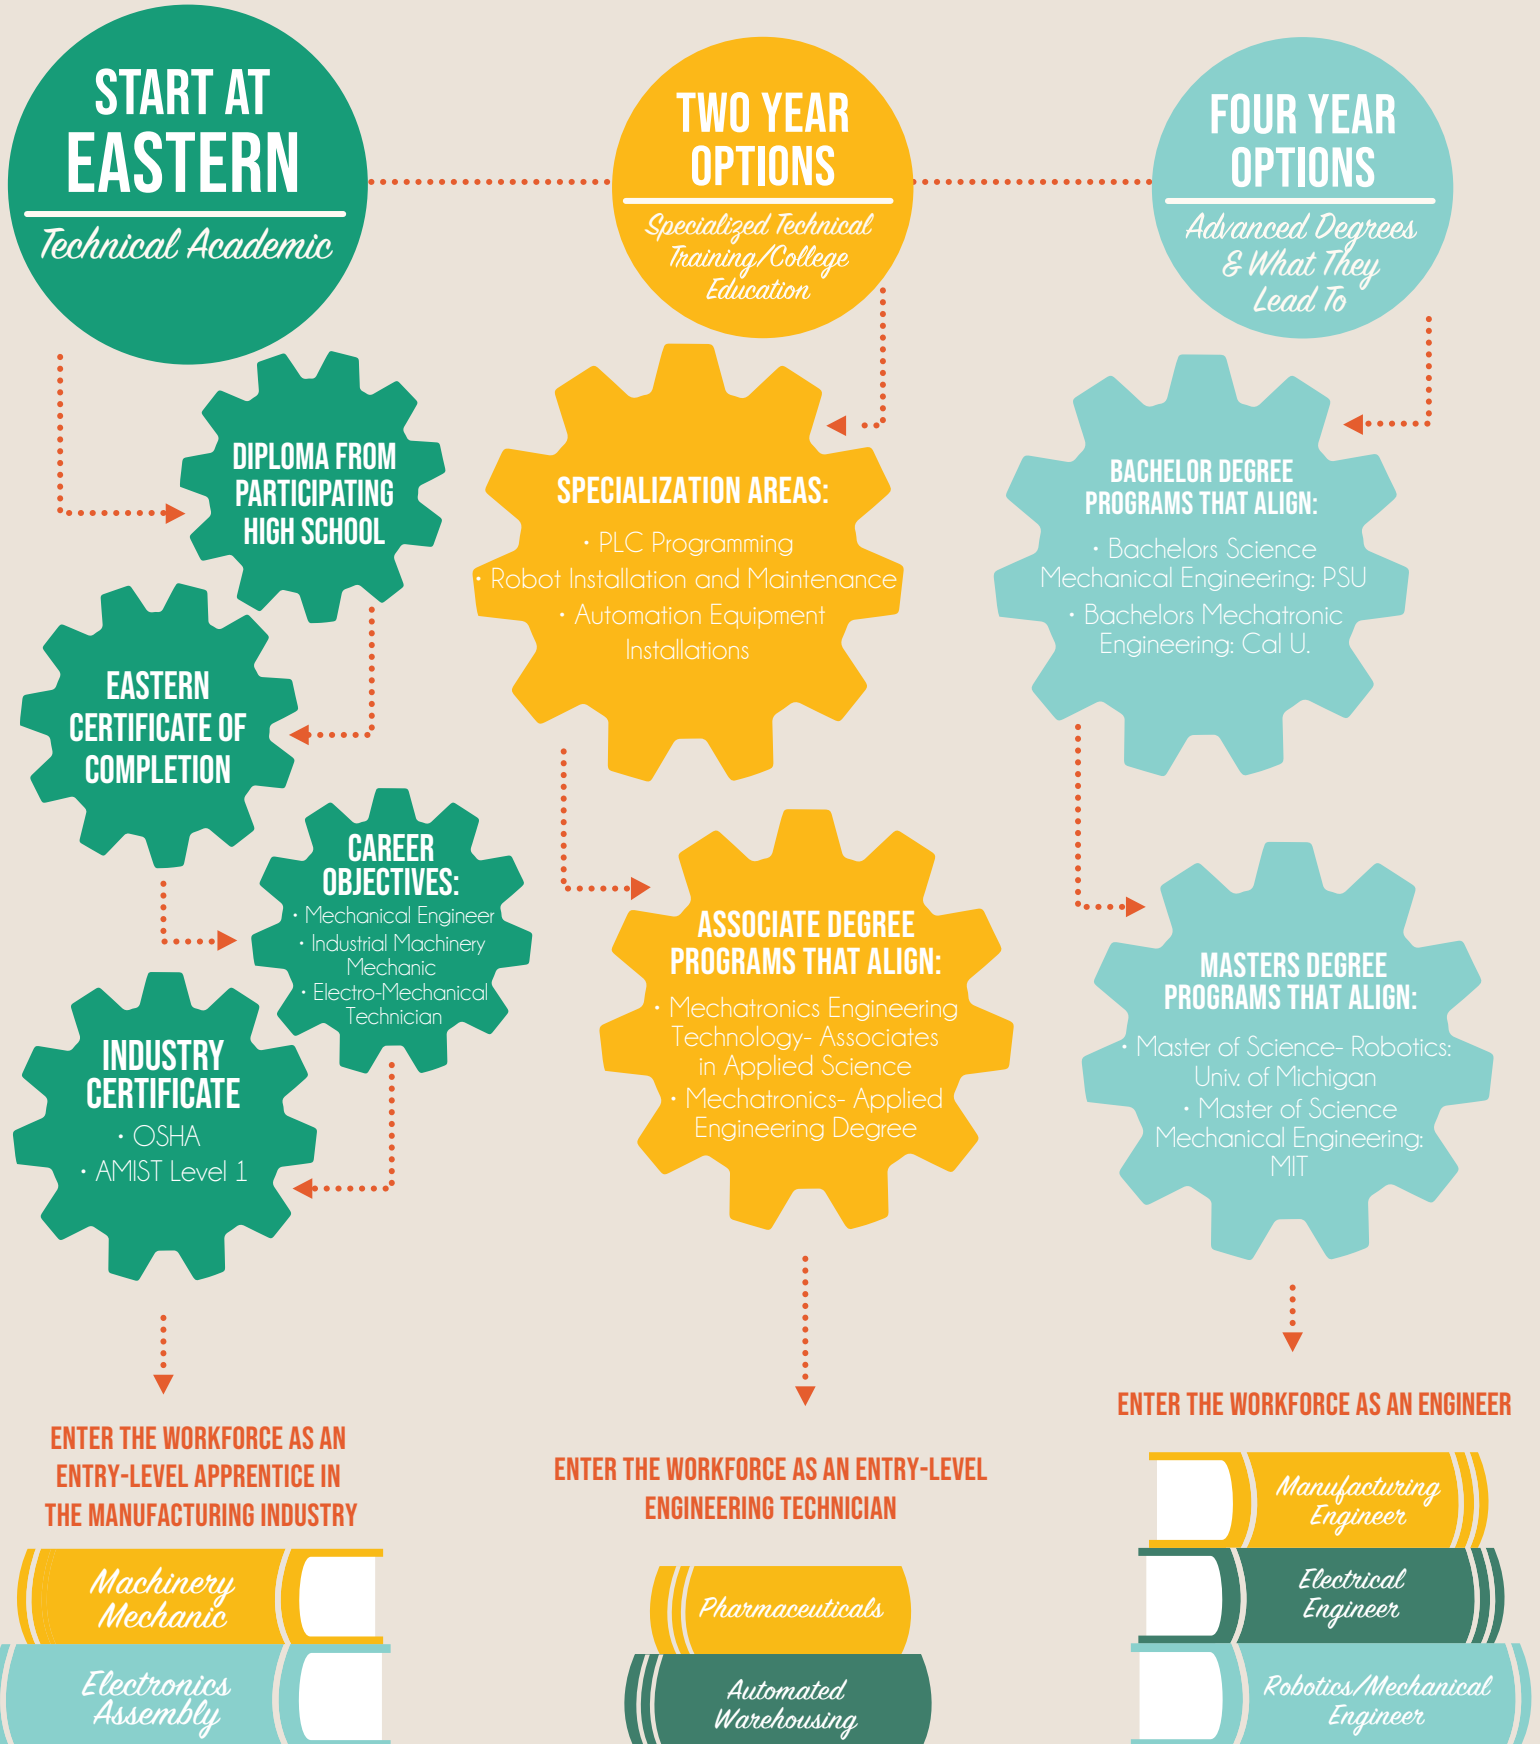 START AT
EASTERN
Technical Academic
DIPLOMA FROM
PARTICIPATING
HIGH SCHOOL
EASTERN
CERTIFICATE OF
COMPLETION
CAREER
OBJECTIVES:
• Mechanical Engineer
• Industrial Machinery
Mechanic
• Electro-Mechanical
Technician
INDUSTRY
CERTIFICATE
• OSHA
• AMIST Level 1
ENTER THE WORKFORCE AS AN
ENTRY-LEVEL APPRENTICE IN
THE MANUFACTURING INDUSTRY
Machinery
Mechanic
Electronics
Assembly
TWO YEAR
OPTIONS
Specialized Technical
Training/College
Education
SPECIALIZATION AREAS:
• PLC Programming
• Robot Installation and Maintenance
• Automation Equipment
Installations
ASSOCIATE DEGREE
PROGRAMS THAT ALIGN:
• Mechatronics Engineering
Technology- Associates
in Applied Science
• Mechatronics- Applied
Engineering Degree
ENTER THE WORKFORCE AS AN ENTRY-LEVEL
ENGINEERING TECHNICIAN
Pharmaceuticals
Automated
Warehousing
FOUR YEAR
OPTIONS
Advanced Degrees
& What They
Lead To
BACHELOR DEGREE
PROGRAMS THAT ALIGN:
• Bachelors Science
Mechanical Engineering: PSU
• Bachelors Mechatronic
Engineering: Cal U.
MASTERS DEGREE
PROGRAMS THAT ALIGN:
• Master of Science- Robotics:
Univ. of Michigan
• Master of Science
Mechanical Engineering:
MIT
ENTER THE WORKFORCE AS AN ENGINEER
Manufacturing
Engineer
Electrical
Engineer
Robotics/Mechanical
Engineer